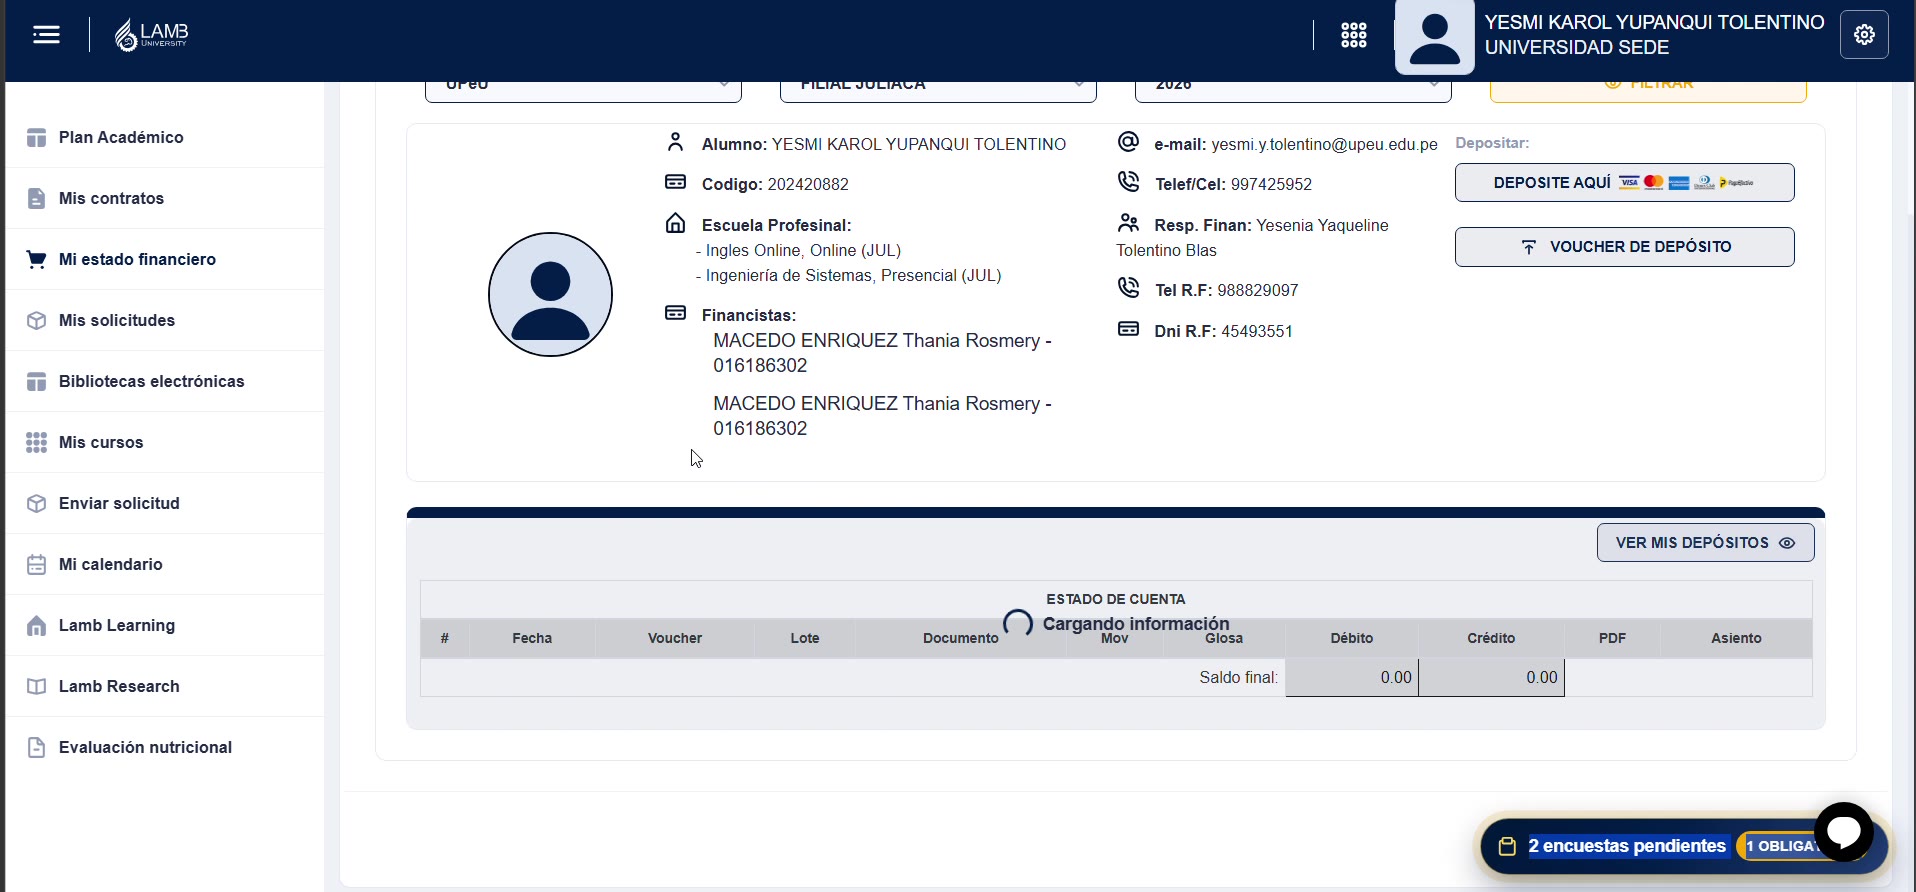 LAMB
UNIVERSITY
YESMI KAROL YUPANQUI TOLENTINO
UNIVERSIDAD SEDE
Plan Académico
Mis contratos
Mi estado financiero
Mis solicitudes
Bibliotecas electrónicas
Mis cursos
Enviar solicitud
Mi calendario
Lamb Learning
Lamb Research
Evaluación nutricional
UPeU
FILIAL JULIACA
2026
FILTRAR
Alumno: YESMI KAROL YUPANQUI TOLENTINO
Codigo: 202420882
Escuela Profesinal:
- Ingles Online, Online (JUL)
- Ingeniería de Sistemas, Presencial (JUL)
Financistas:
MACEDO ENRIQUEZ Thania Rosmery -
016186302
MACEDO ENRIQUEZ Thania Rosmery -
016186302
e-mail: yesmi.y.tolentino@upeu.edu.pe
Telef/Cel: 997425952
Resp. Finan: Yesenia Yaqueline
Tolentino Blas
Tel R.F: 988829097
Dni R.F: 45493551
Depositar:
DEPOSITE AQUÍ VISA
VOUCHER DE DEPÓSITO
VER MIS DEPÓSITOS
ESTADO DE CUENTA
Cargando información
# Fecha Voucher Lote Documento Mov Glosa Débito Crédito PDF Asiento
Saldo final: 0.00 0.00
2 encuestas pendientes 1 OBLIGAT